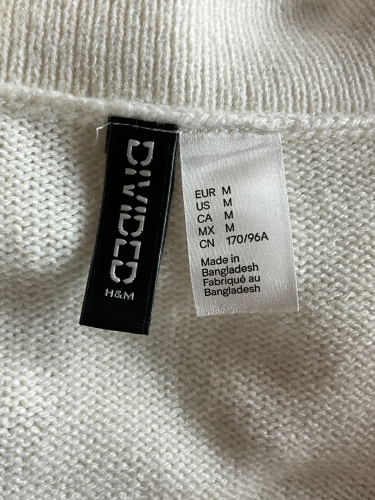 DIVIDED
H&M
EUR M
US M
CA M
MX M
CN 170/96A
Made in
Bangladesh
Fabriqué au
Bangladesh